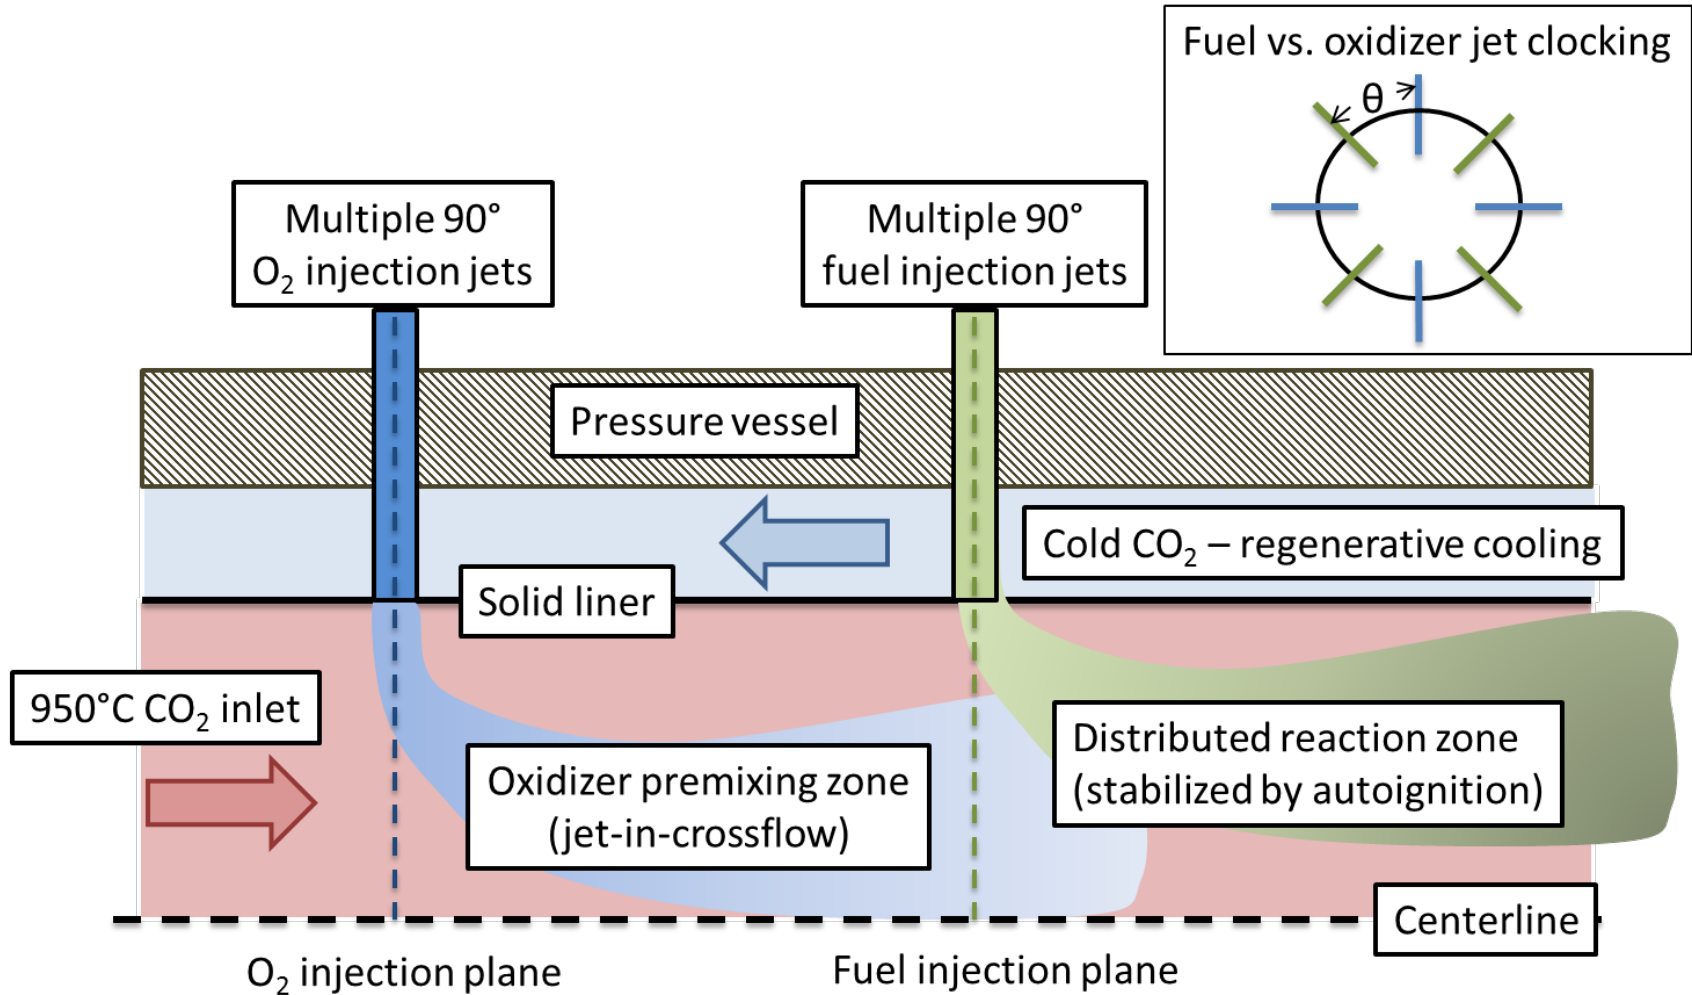 Fuel vs. oxidizer jet clocking
θ
Multiple 90°
O₂ injection jets
Multiple 90°
fuel injection jets
Pressure vessel
Cold CO₂ – regenerative cooling
Solid liner
950°C CO₂ inlet
Oxidizer premixing zone
(jet-in-crossflow)
Distributed reaction zone
(stabilized by autoignition)
Centerline
O₂ injection plane
Fuel injection plane